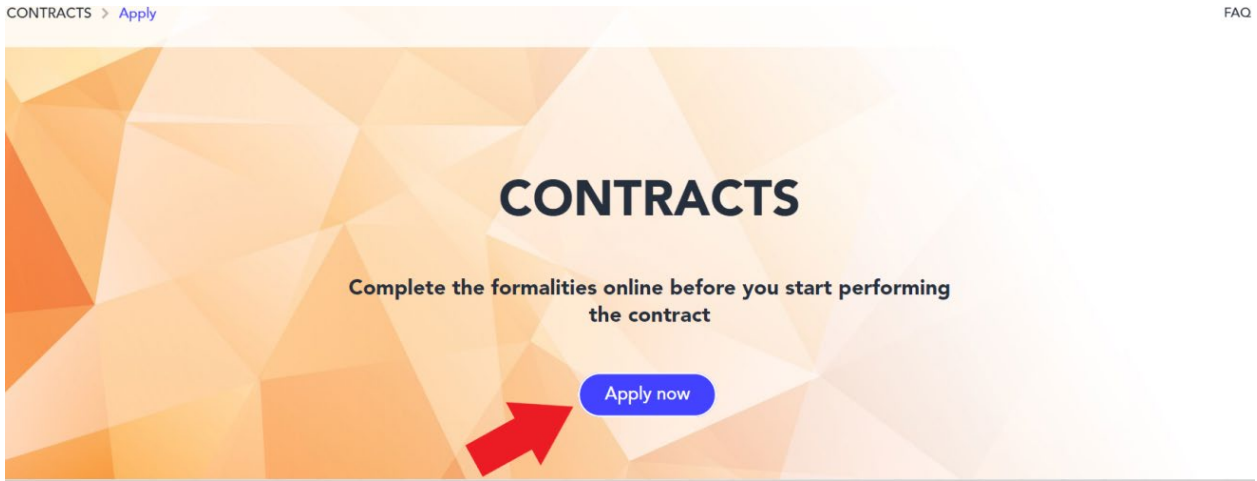 CONTRACTS > Apply
FAQ
CONTRACTS
Complete the formalities online before you start performing
the contract
Apply now